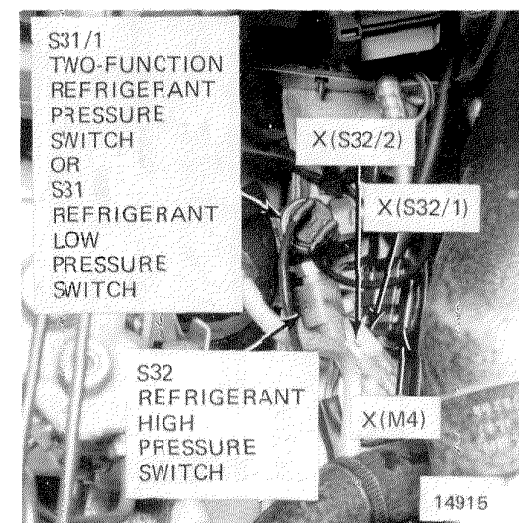 S31/1
TWO-FUNCTION
REFRIGERANT
PRESSURE
SWITCH
OR
S31
REFRIGERANT
LOW
PRESSURE
SWITCH
X(S32/2)
X(S32/1)
S32
REFRIGERANT
HIGH
PRESSURE
SWITCH
X(M4)
14915